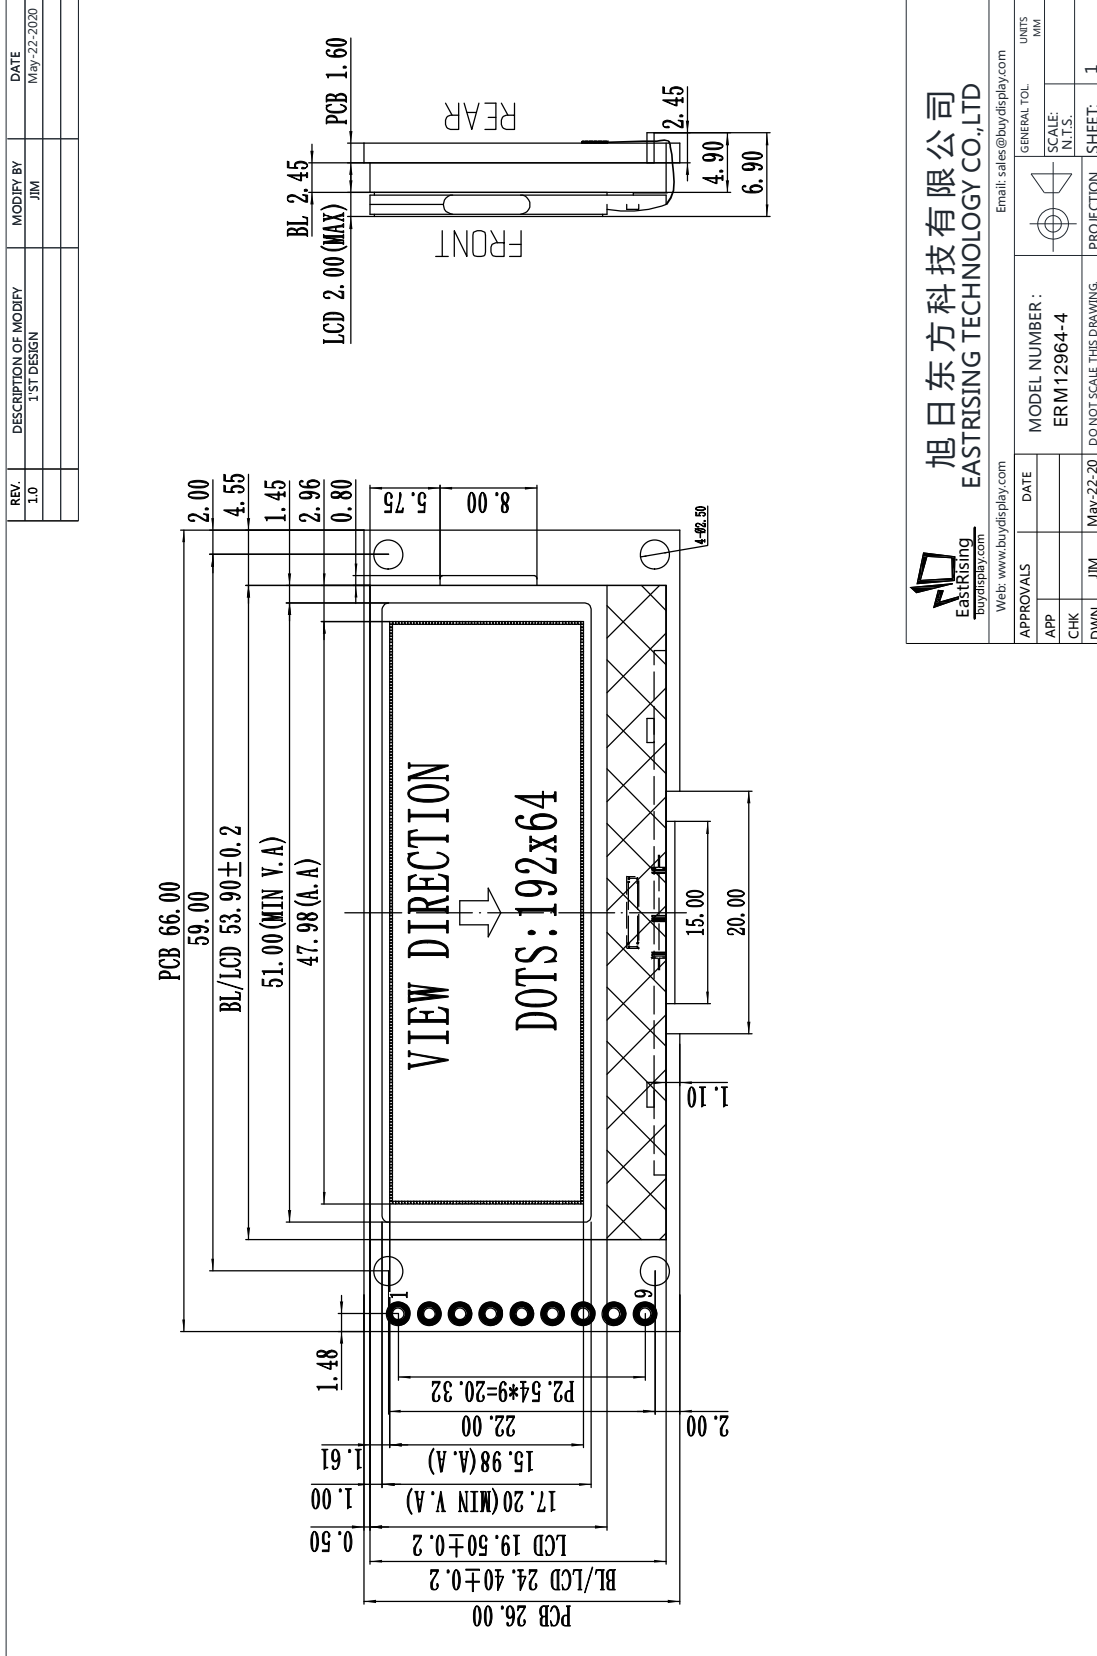 REV.
DESCRIPTION OF MODIFY
MODIFY BY
DATE
1.0
1'ST DESIGN
JIM
May-22-2020
PCB 1.60
BL 2.45
LCD 2.00(MAX)
REAR
FRONT
2.45
4.90
6.90
PCB 66.00
2.00
59.00
4.55
BL/LCD 53.90±0.2
1.45
51.00(MIN V.A)
2.96
47.98(A.A)
0.80
5.75
8.00
4-Ø2.50
VIEW DIRECTION
DOTS:192x64
15.00
20.00
1.10
1
9
1.48
P2.54*9=20.32
22.00
2.00
1.61
15.98(A.A)
1.00
17.20(MIN V.A)
0.50
LCD 19.50±0.2
BL/LCD 24.40±0.2
PCB 26.00
旭日东方科技有限公司
EASTRISING TECHNOLOGY CO.,LTD
EastRising
buydisplay.com
Web: www.buydisplay.com
Email: sales@buydisplay.com
APPROVALS
DATE
APP
CHK
DWN
JIM
May-22-20
MODEL NUMBER :
ERM12964-4
DO NOT SCALE THIS DRAWING.
PROJECTION
GENERAL TOL.
UNITS
MM
SCALE:
N.T.S.
SHEET:
1